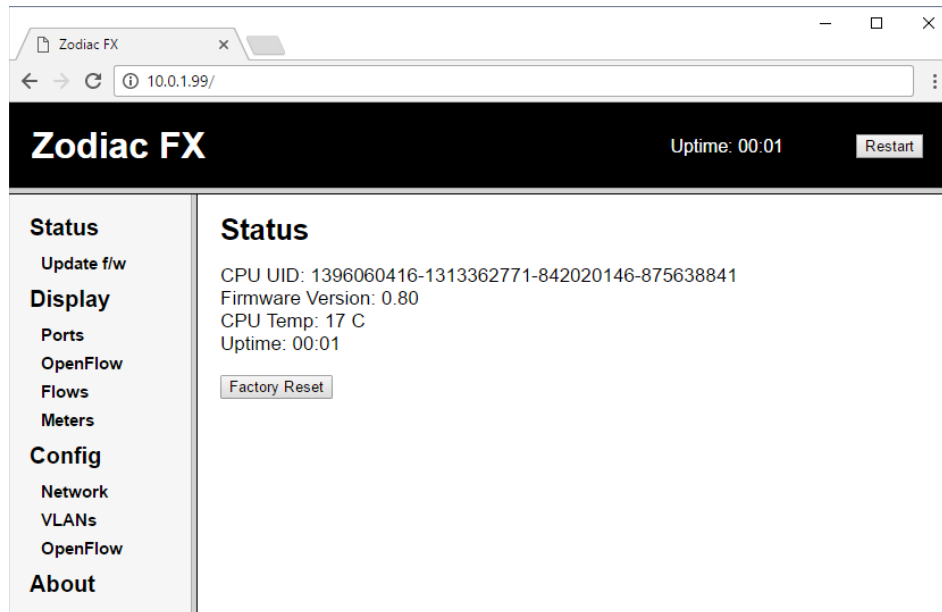 Zodiac FX
10.0.1.99/
Zodiac FX
Uptime: 00:01
Restart
Status
Update f/w
Display
Ports
OpenFlow
Flows
Meters
Config
Network
VLANs
OpenFlow
About
Status
CPU UID: 1396060416-1313362771-842020146-875638841
Firmware Version: 0.80
CPU Temp: 17 C
Uptime: 00:01
Factory Reset